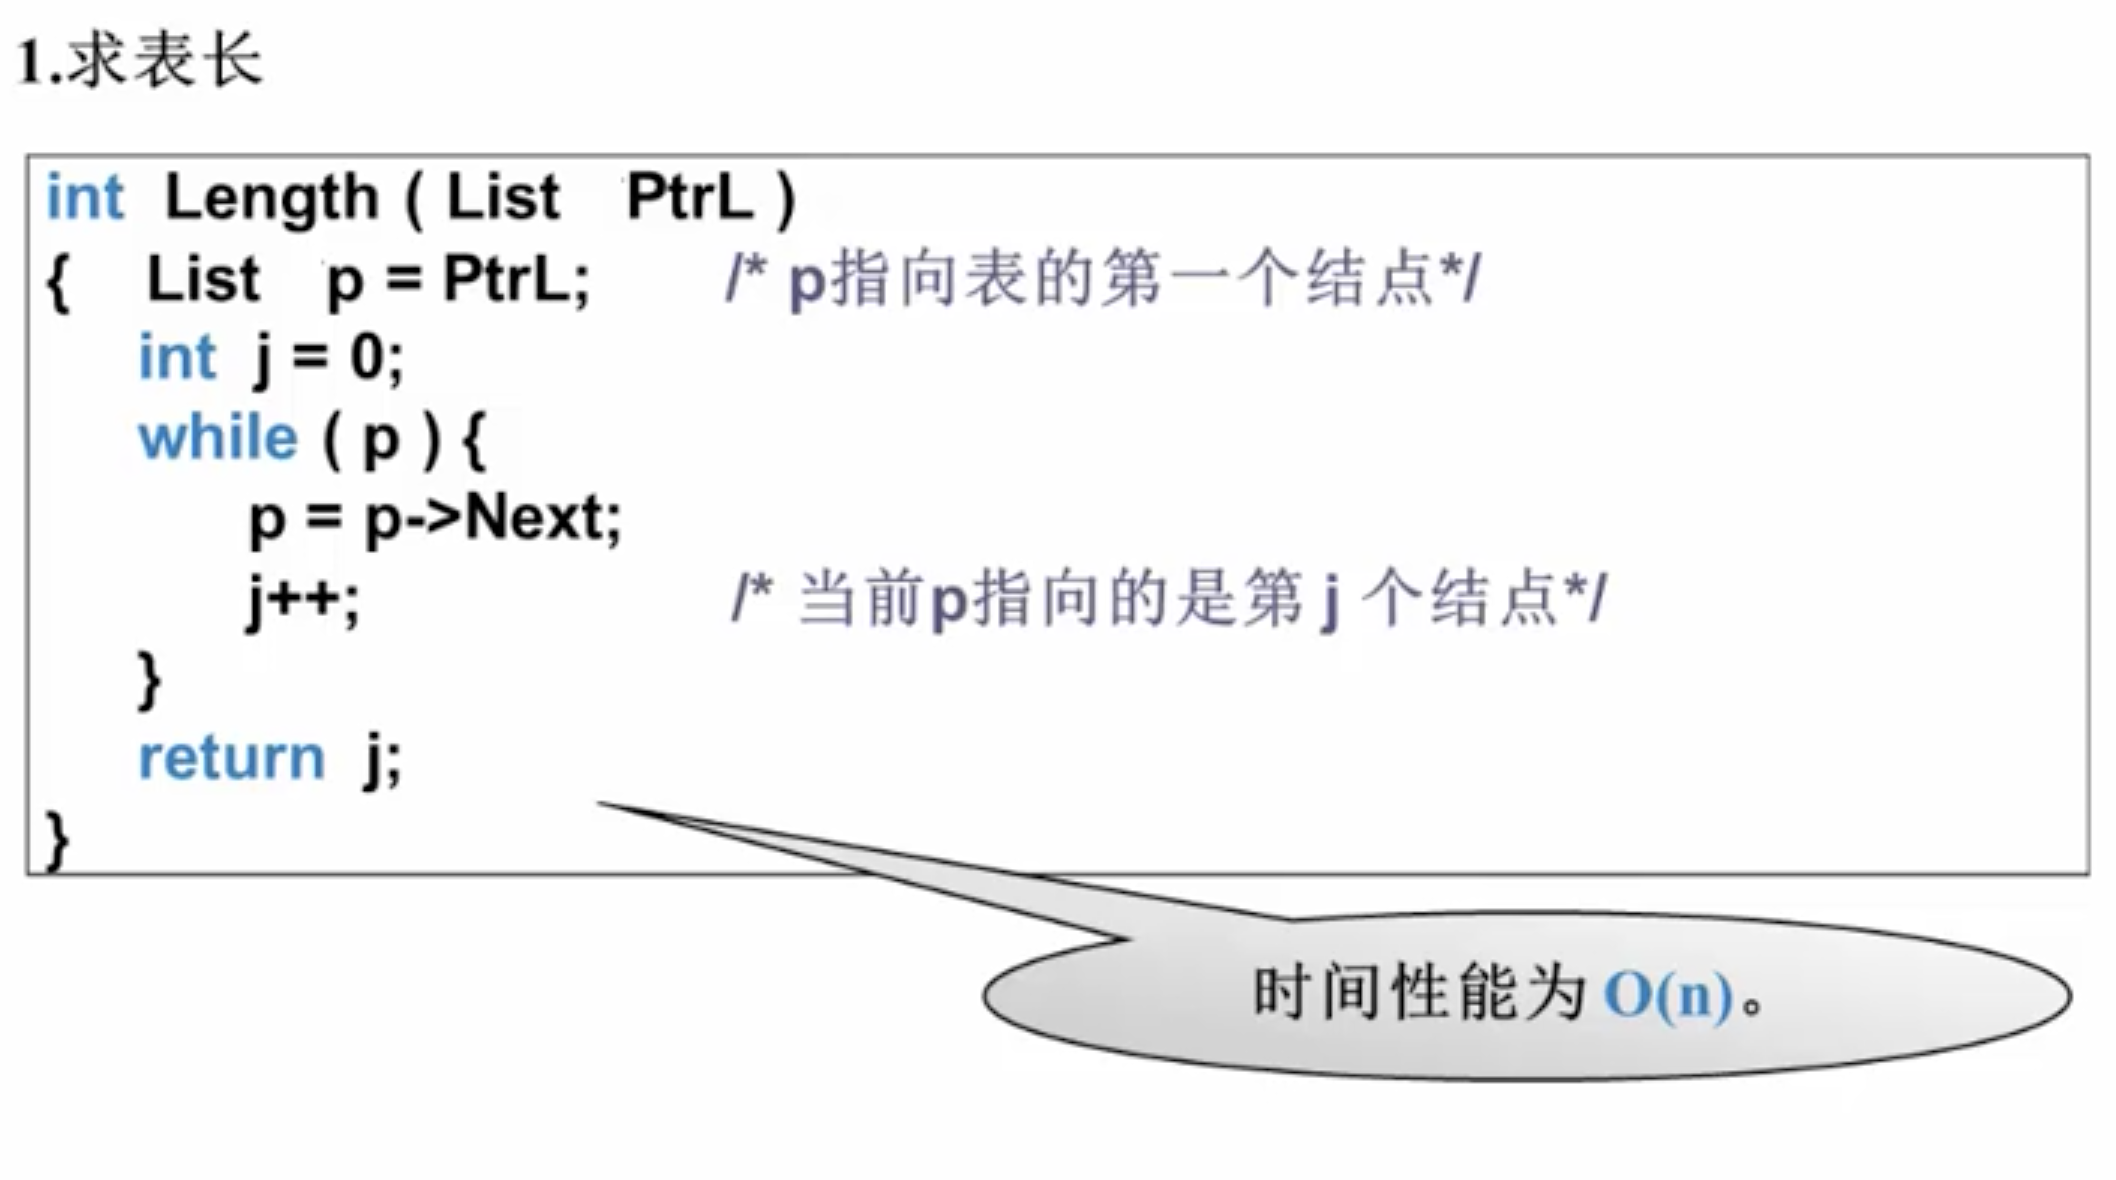 1.求表长
int Length ( List PtrL )
{ List p = PtrL; /* p指向表的第一个结点*/
int j = 0;
while ( p ) {
p = p->Next;
j++; /* 当前p指向的是第 j 个结点*/
}
return j;
}
时间性能为 O(n)。